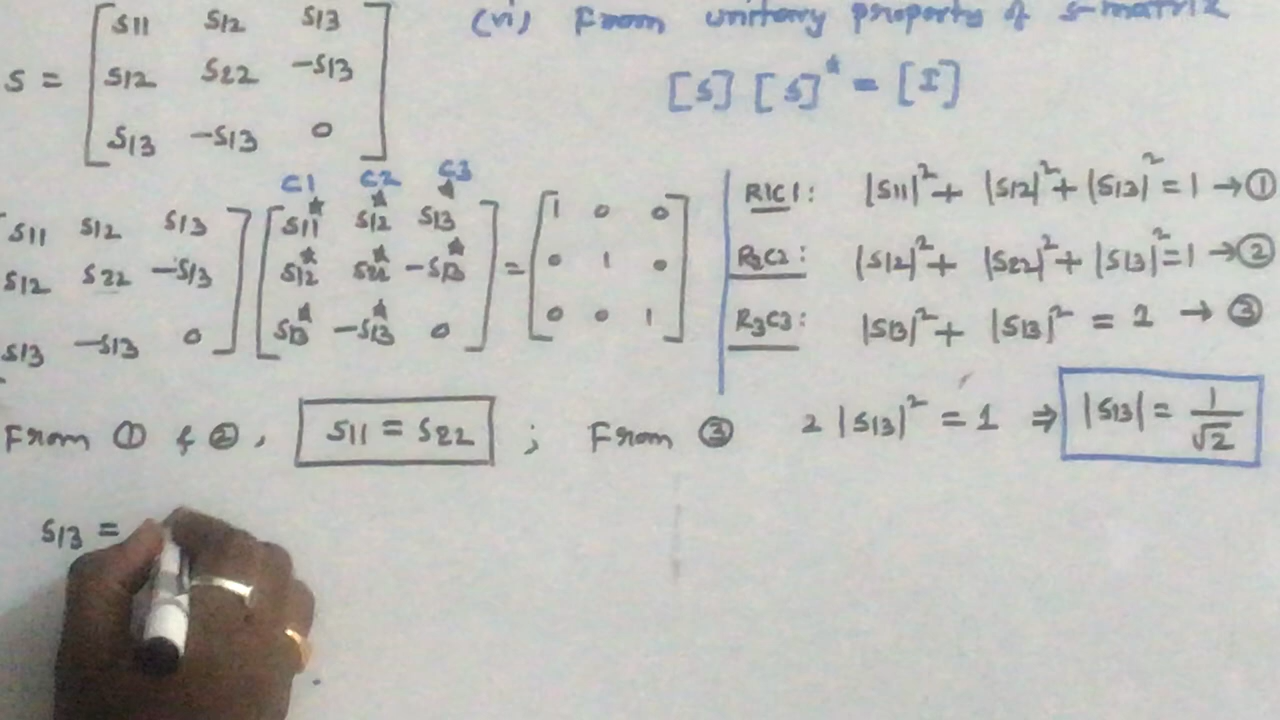 S = [ S11 S12 S13
S12 S22 -S13
S13 -S13 0 ]
(vi) From unitary property of S-matrix
[S] [S]* = [I]
C1 C2 C3
[ S11 S12 S13 ] [ S11* S12* S13* ] = [ 1 0 0 ]
[ S12 S22 -S13 ] [ S12* S22* -S13* ] = [ 0 1 0 ]
[ S13 -S13 0 ] [ S13* -S13* 0 ] = [ 0 0 1 ]
R1C1: |S11|² + |S12|² + |S13|² = 1 → ①
R2C2: |S12|² + |S22|² + |S13|² = 1 → ②
R3C3: |S13|² + |S13|² = 1 → ③
From ① & ②, S11 = S22 ; From ③ 2 |S13|² = 1 ⇒ |S13| = 1/√2
S13 =